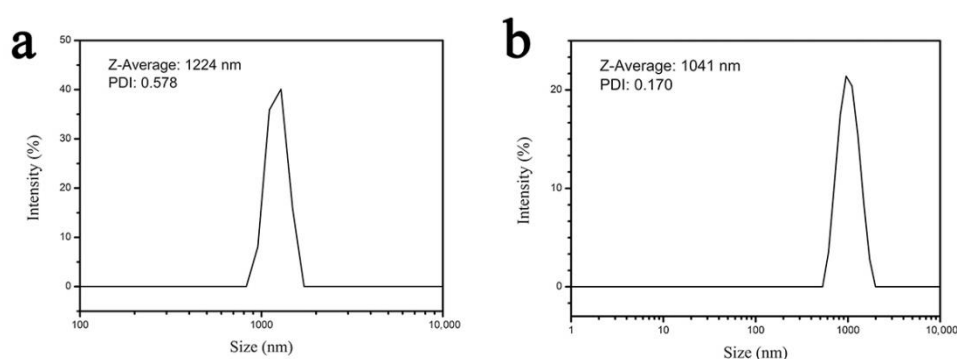 a
Z-Average: 1224 nm
PDI: 0.578
50
40
30
20
10
0
Intensity (%)
100
1000
10,000
Size (nm)
b
Z-Average: 1041 nm
PDI: 0.170
20
10
0
Intensity (%)
1
10
100
1000
10,000
Size (nm)